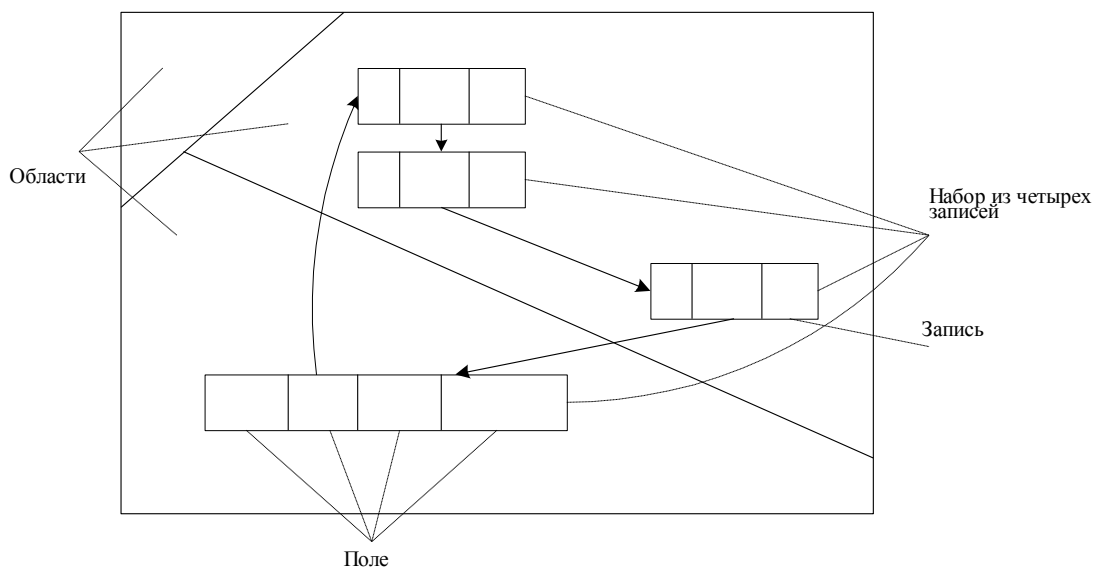 Области
Набор из четырех
записей
Запись
Поле